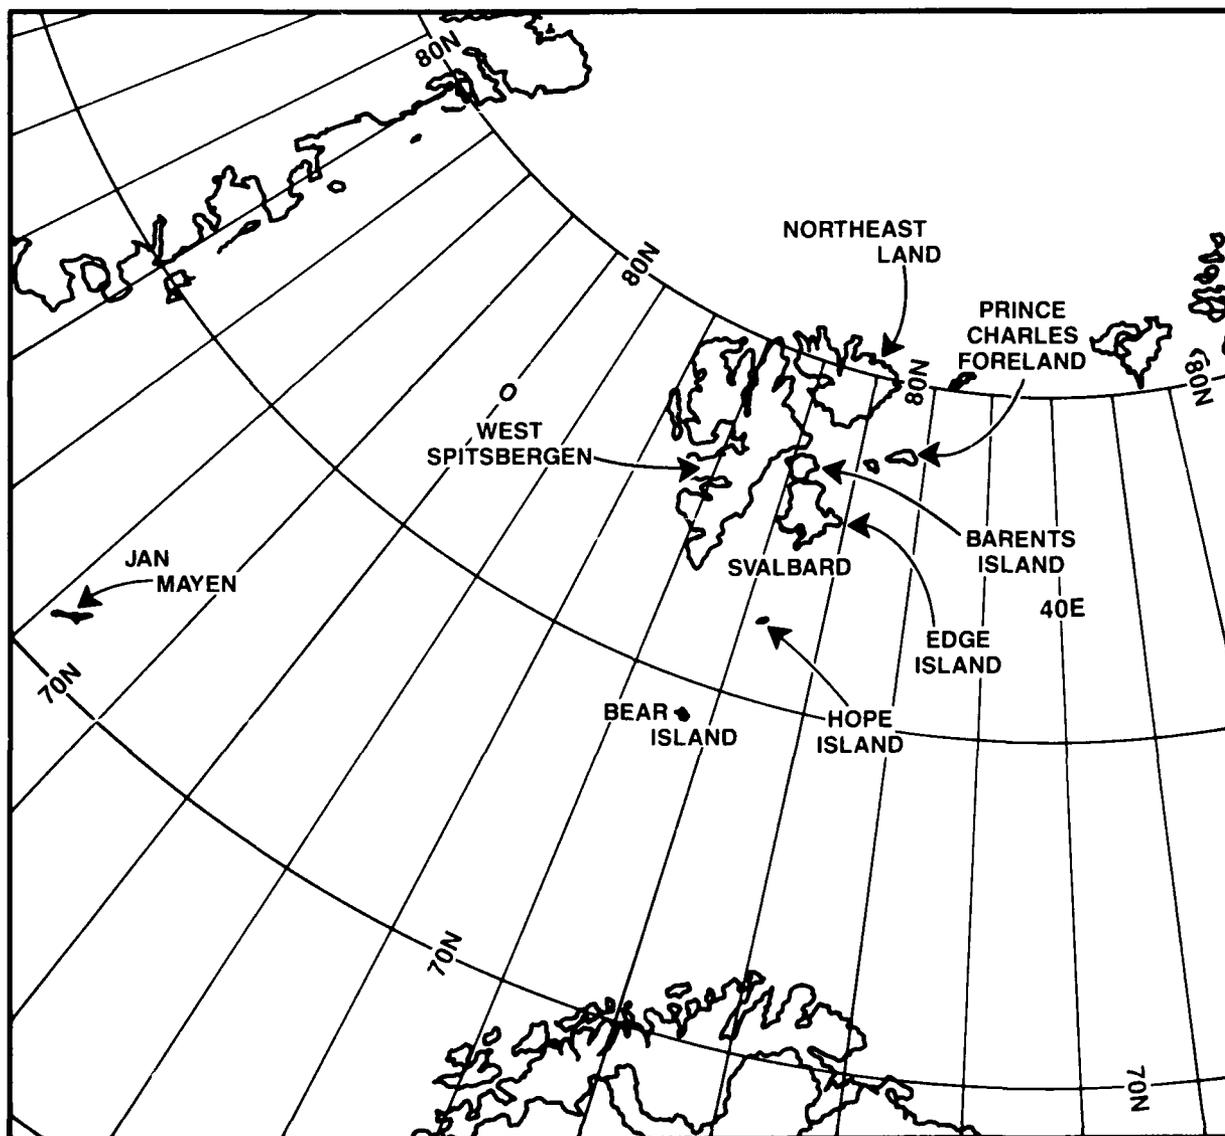 80N
NORTHEAST
LAND
80N
PRINCE
CHARLES
FORELAND
80N
80N
0
WEST
SPITSBERGEN
BARENTS
ISLAND
JAN
MAYEN
SVALBARD
40E
EDGE
ISLAND
70N
BEAR
ISLAND
HOPE
ISLAND
70N
70N